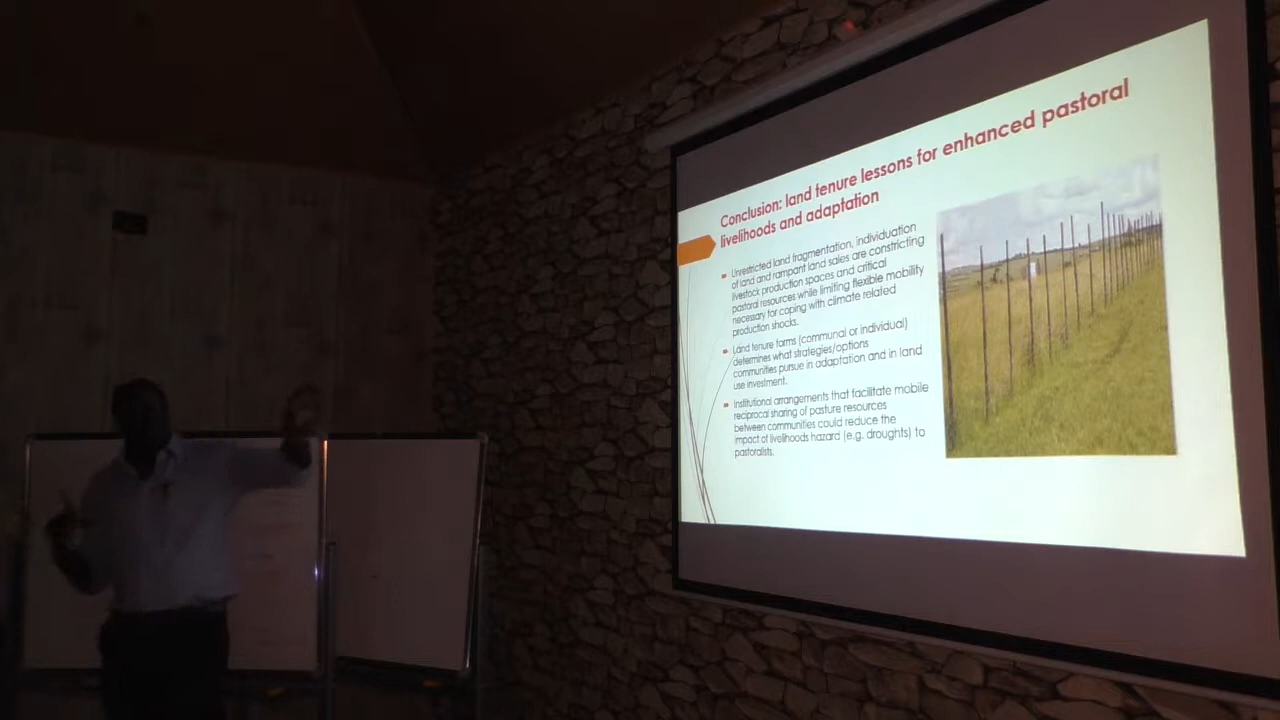 Conclusion: land tenure lessons for enhanced pastoral
livelihoods and adaptation
Unrestricted land fragmentation, individuation
of land and rampant land sales are constricting
livestock production spaces and critical
pastoral resources while limiting flexible mobility
necessary for coping with climate related
production shocks.
Land tenure forms (communal or individual)
determines what strategies/options
communities pursue in adaptation and in land
use investment.
Institutional arrangements that facilitate mobile
reciprocal sharing of pasture resources
between communities could reduce the
impact of livelihoods hazard (e.g. droughts) to
pastoralists.